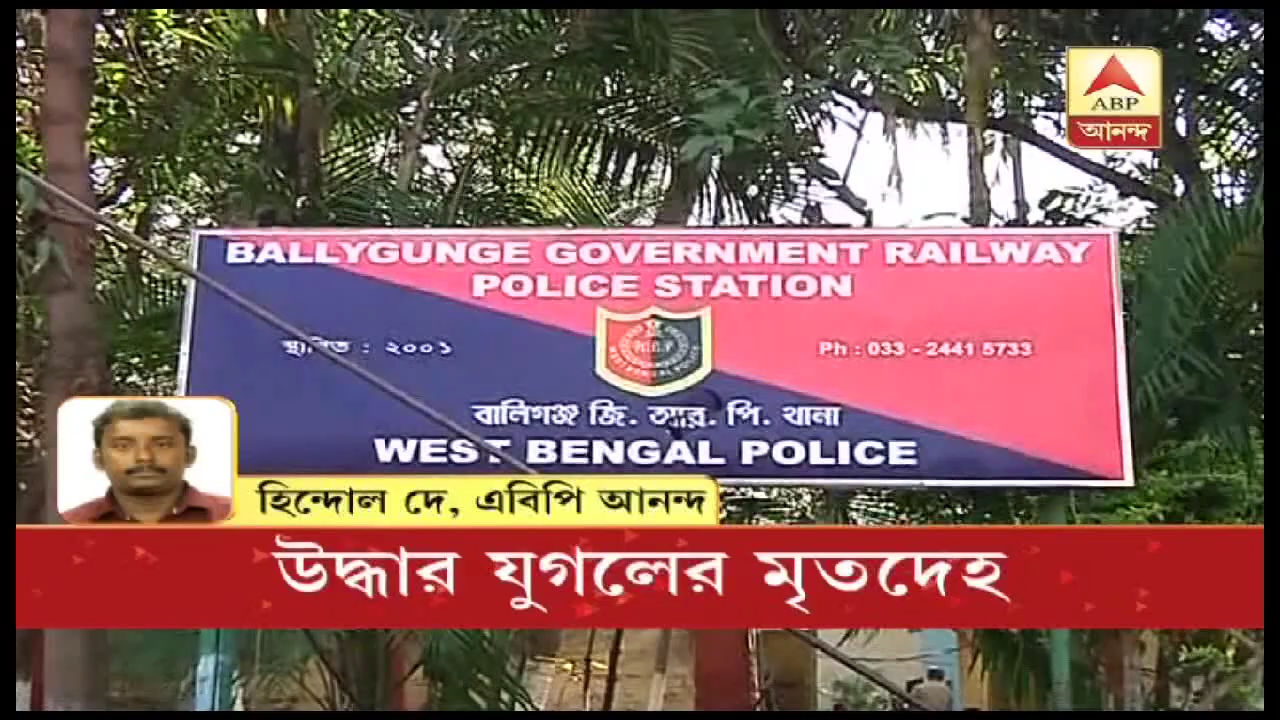 ABP
আনন্দ
BALLYGUNGE GOVERNMENT RAILWAY
POLICE STATION
স্থাপিত : ২০০১
Ph : 033 - 2441 5733
বালিগঞ্জ জি. আর. পি. থানা
WEST BENGAL POLICE
হিন্দোল দে, এবিপি আনন্দ
উদ্ধার যুগলের মৃতদেহ